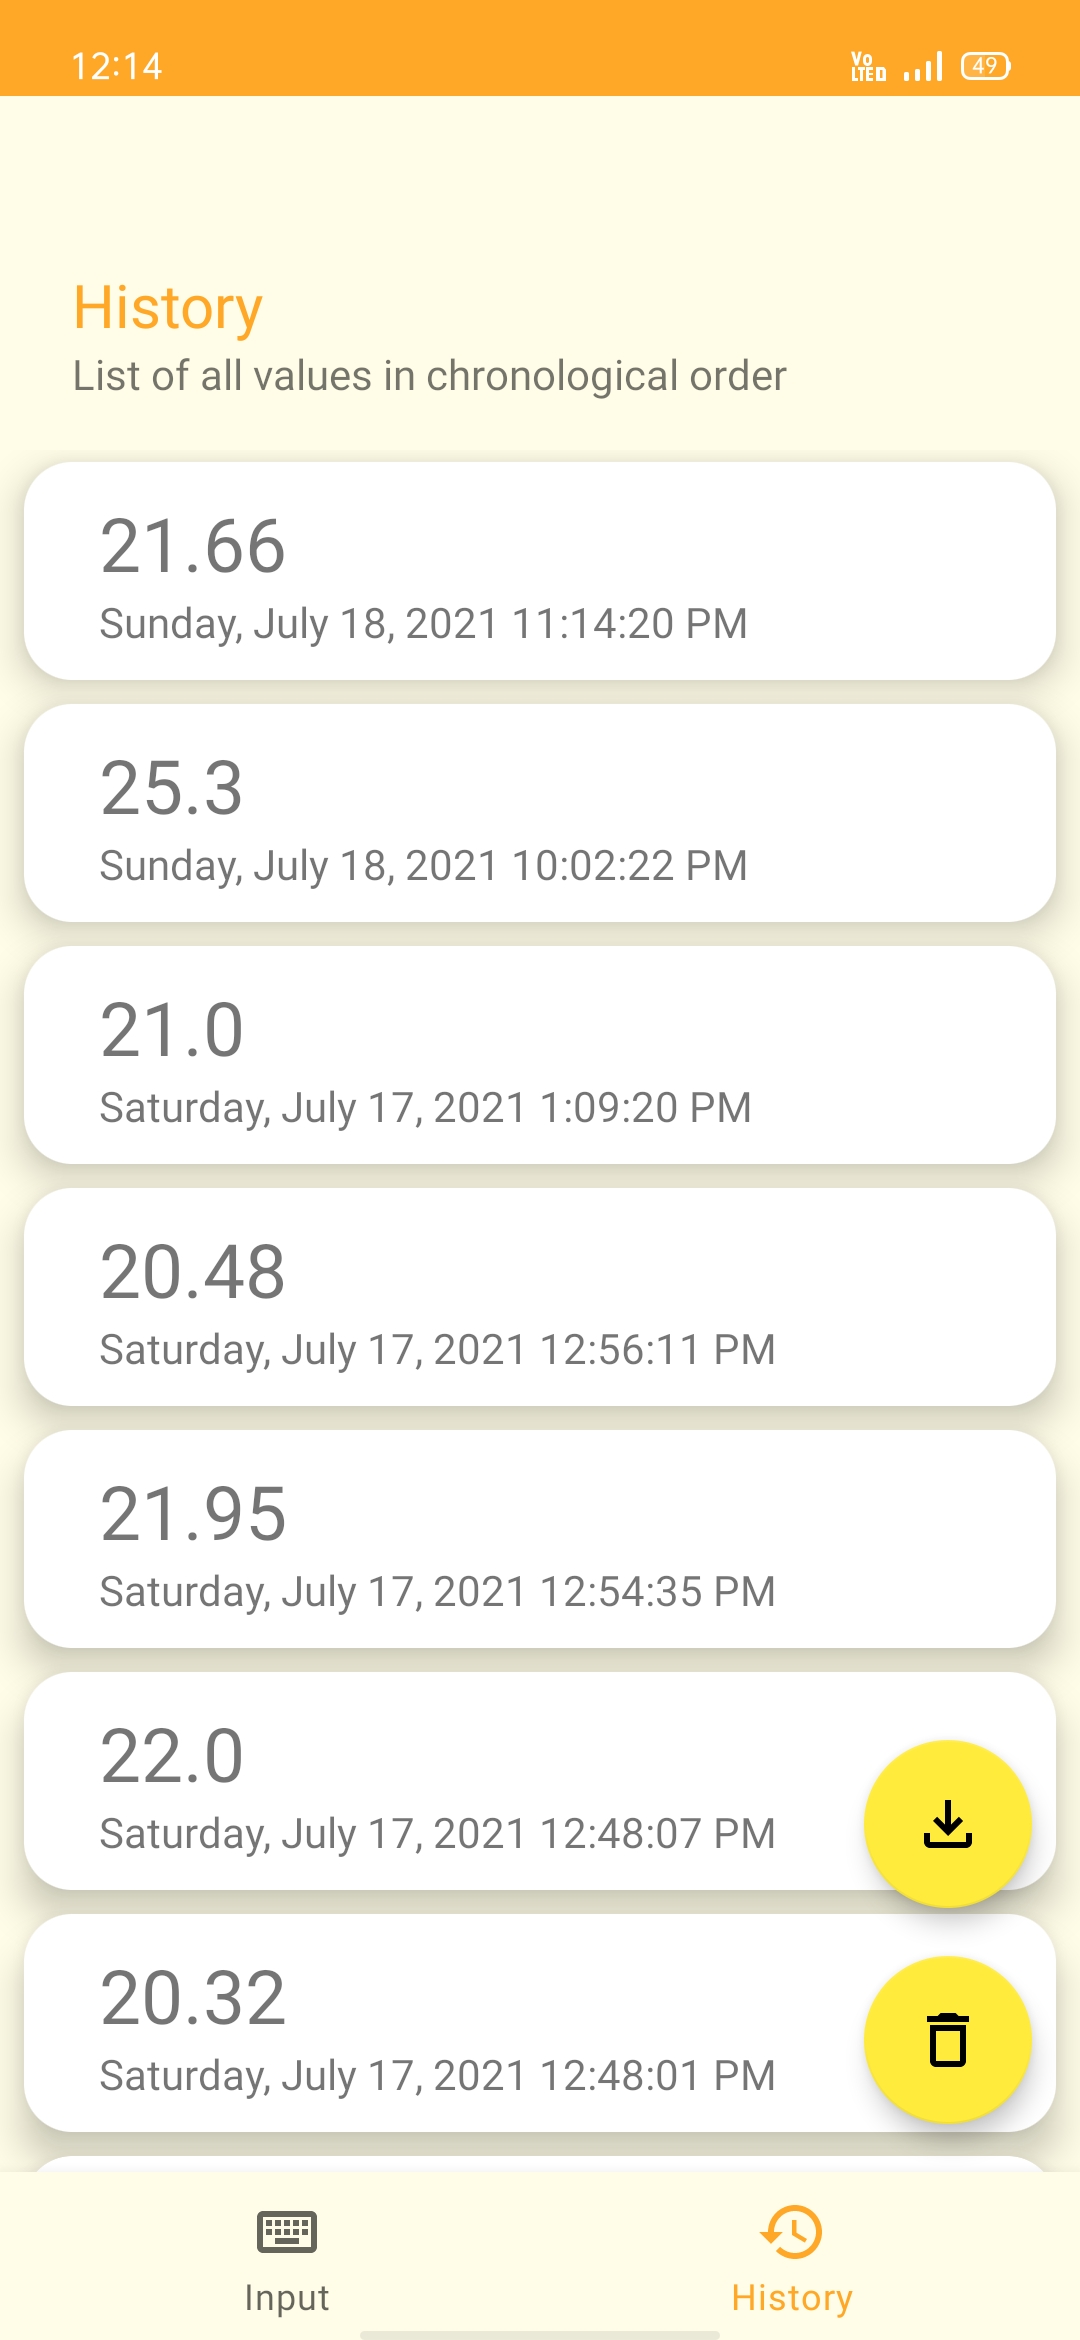 12:14
Vo
LTE D
49
History
List of all values in chronological order
21.66
Sunday, July 18, 2021 11:14:20 PM
25.3
Sunday, July 18, 2021 10:02:22 PM
21.0
Saturday, July 17, 2021 1:09:20 PM
20.48
Saturday, July 17, 2021 12:56:11 PM
21.95
Saturday, July 17, 2021 12:54:35 PM
22.0
Saturday, July 17, 2021 12:48:07 PM
20.32
Saturday, July 17, 2021 12:48:01 PM
Input
History